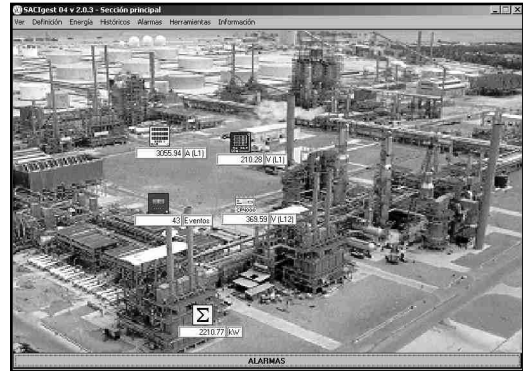 SACIgest 04 v 2.0.3 - Sección principal
Ver Definición Energía Históricos Alarmas Herramientas Información
3055.94 A (L1)
210.28 V (L1)
43 Eventos
369.59 V (L12)
Σ
2210.77 kW
ALARMAS